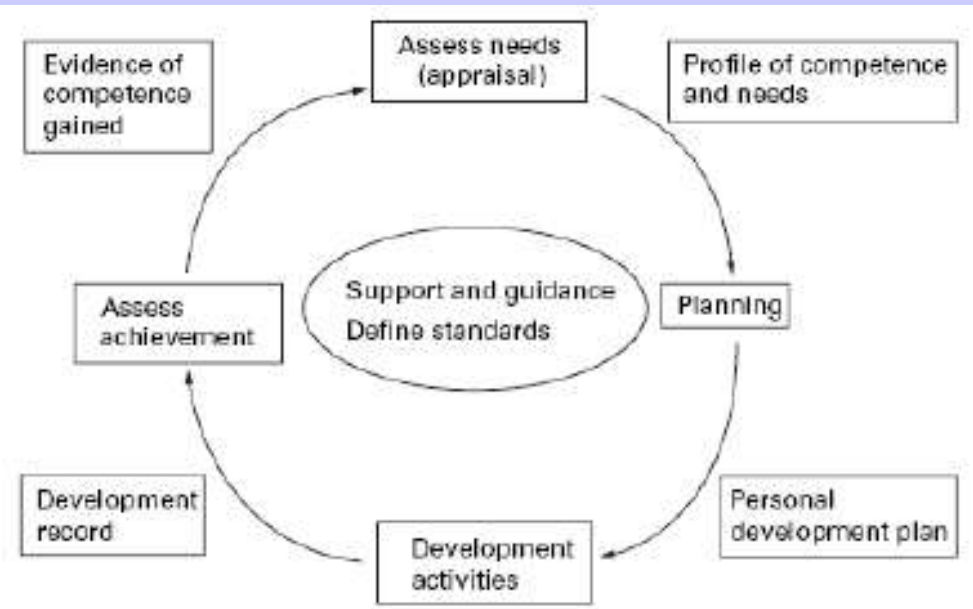 Assess needs
(appraisal)
Profile of competence
and needs
Planning
Personal
development plan
Development
activities
Development
record
Assess
achievement
Evidence of
competence
gained
Support and guidance
Define standards